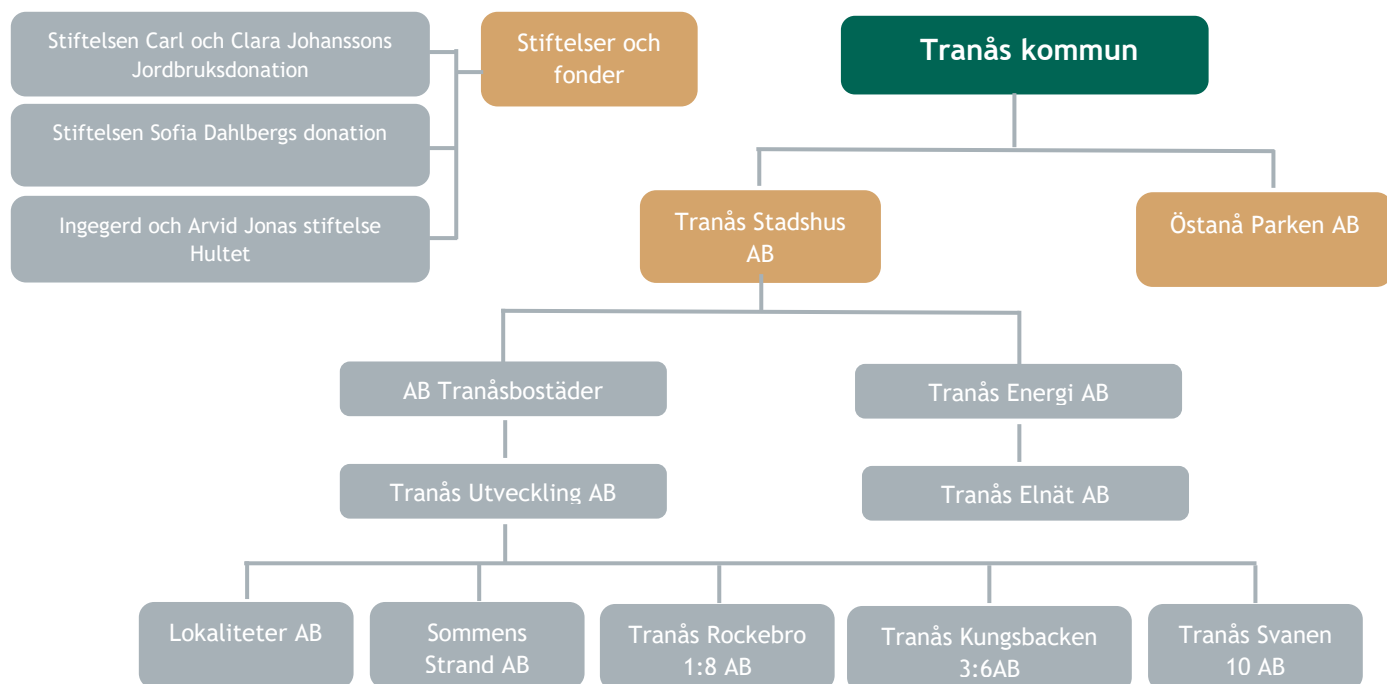 Stiftelsen Carl och Clara Johanssons
Jordbruksdonation
Stiftelsen Sofia Dahlbergs donation
Ingegerd och Arvid Jonas stiftelse
Hultet
Stiftelser och
fonder
Tranås kommun
Tranås Stadshus
AB
Östanå Parken AB
AB Tranåsbostäder
Tranås Energi AB
Tranås Utveckling AB
Tranås Elnät AB
Lokaliteter AB
Sommens
Strand AB
Tranås Rockebro
1:8 AB
Tranås Kungsbacken
3:6AB
Tranås Svanen
10 AB